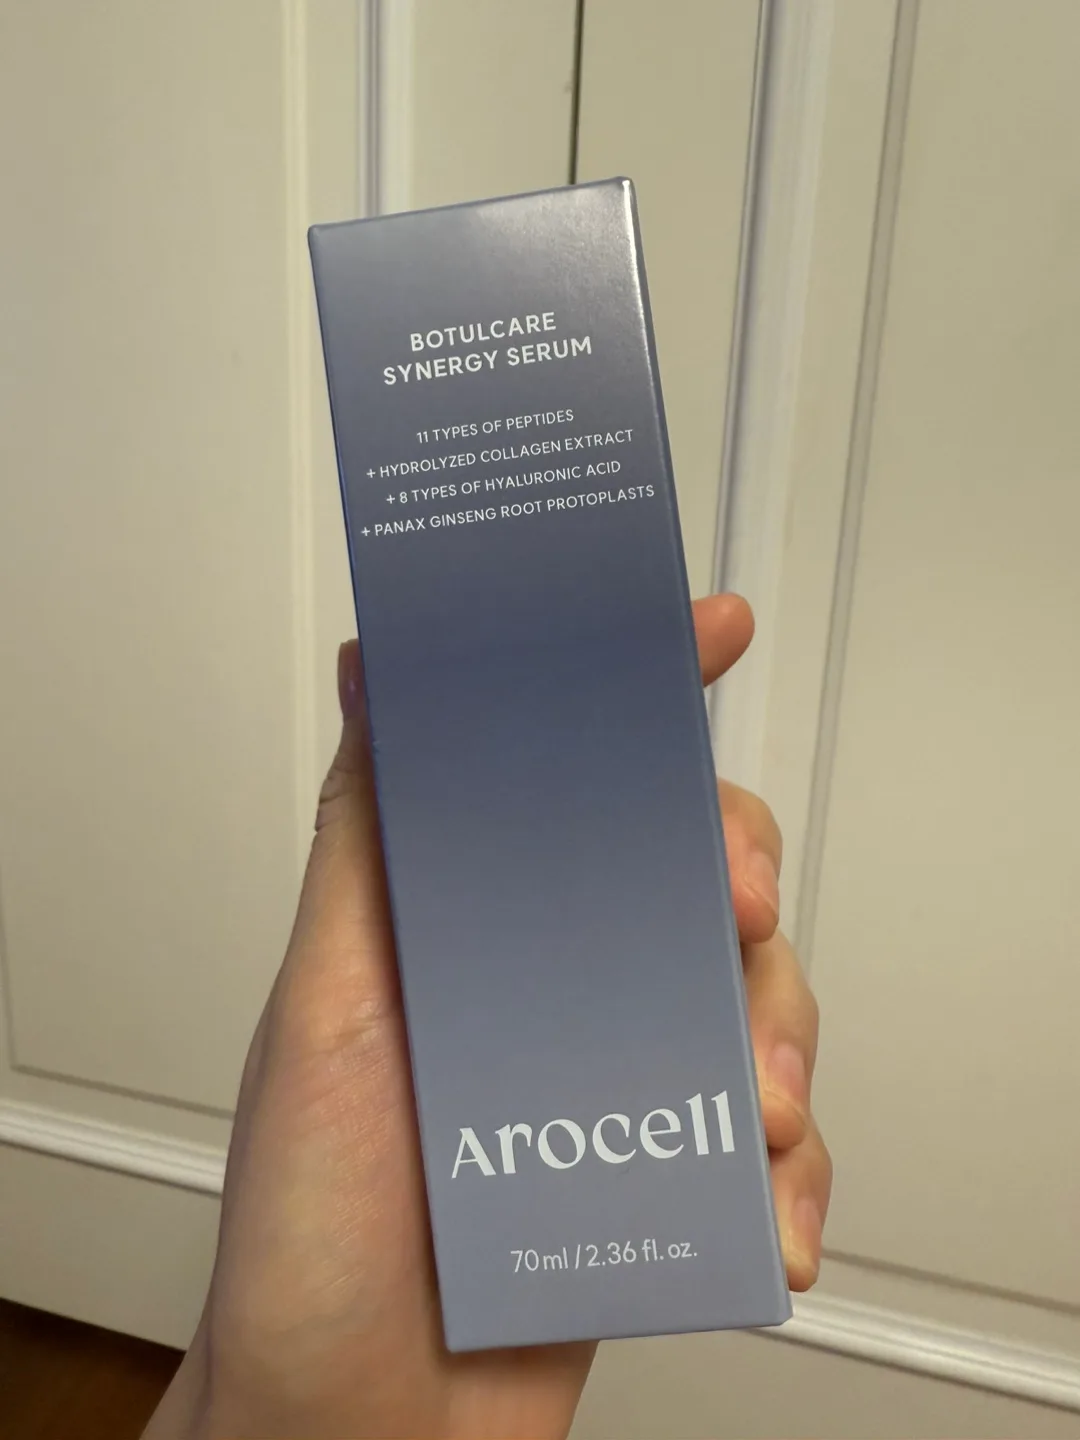 BOTULCARE
SYNERGY SERUM
11 TYPES OF PEPTIDES
+ HYDROLYZED COLLAGEN EXTRACT
+ 8 TYPES OF HYALURONIC ACID
+ PANAX GINSENG ROOT PROTOPLASTS
Arocell
70ml / 2.36 fl. oz.